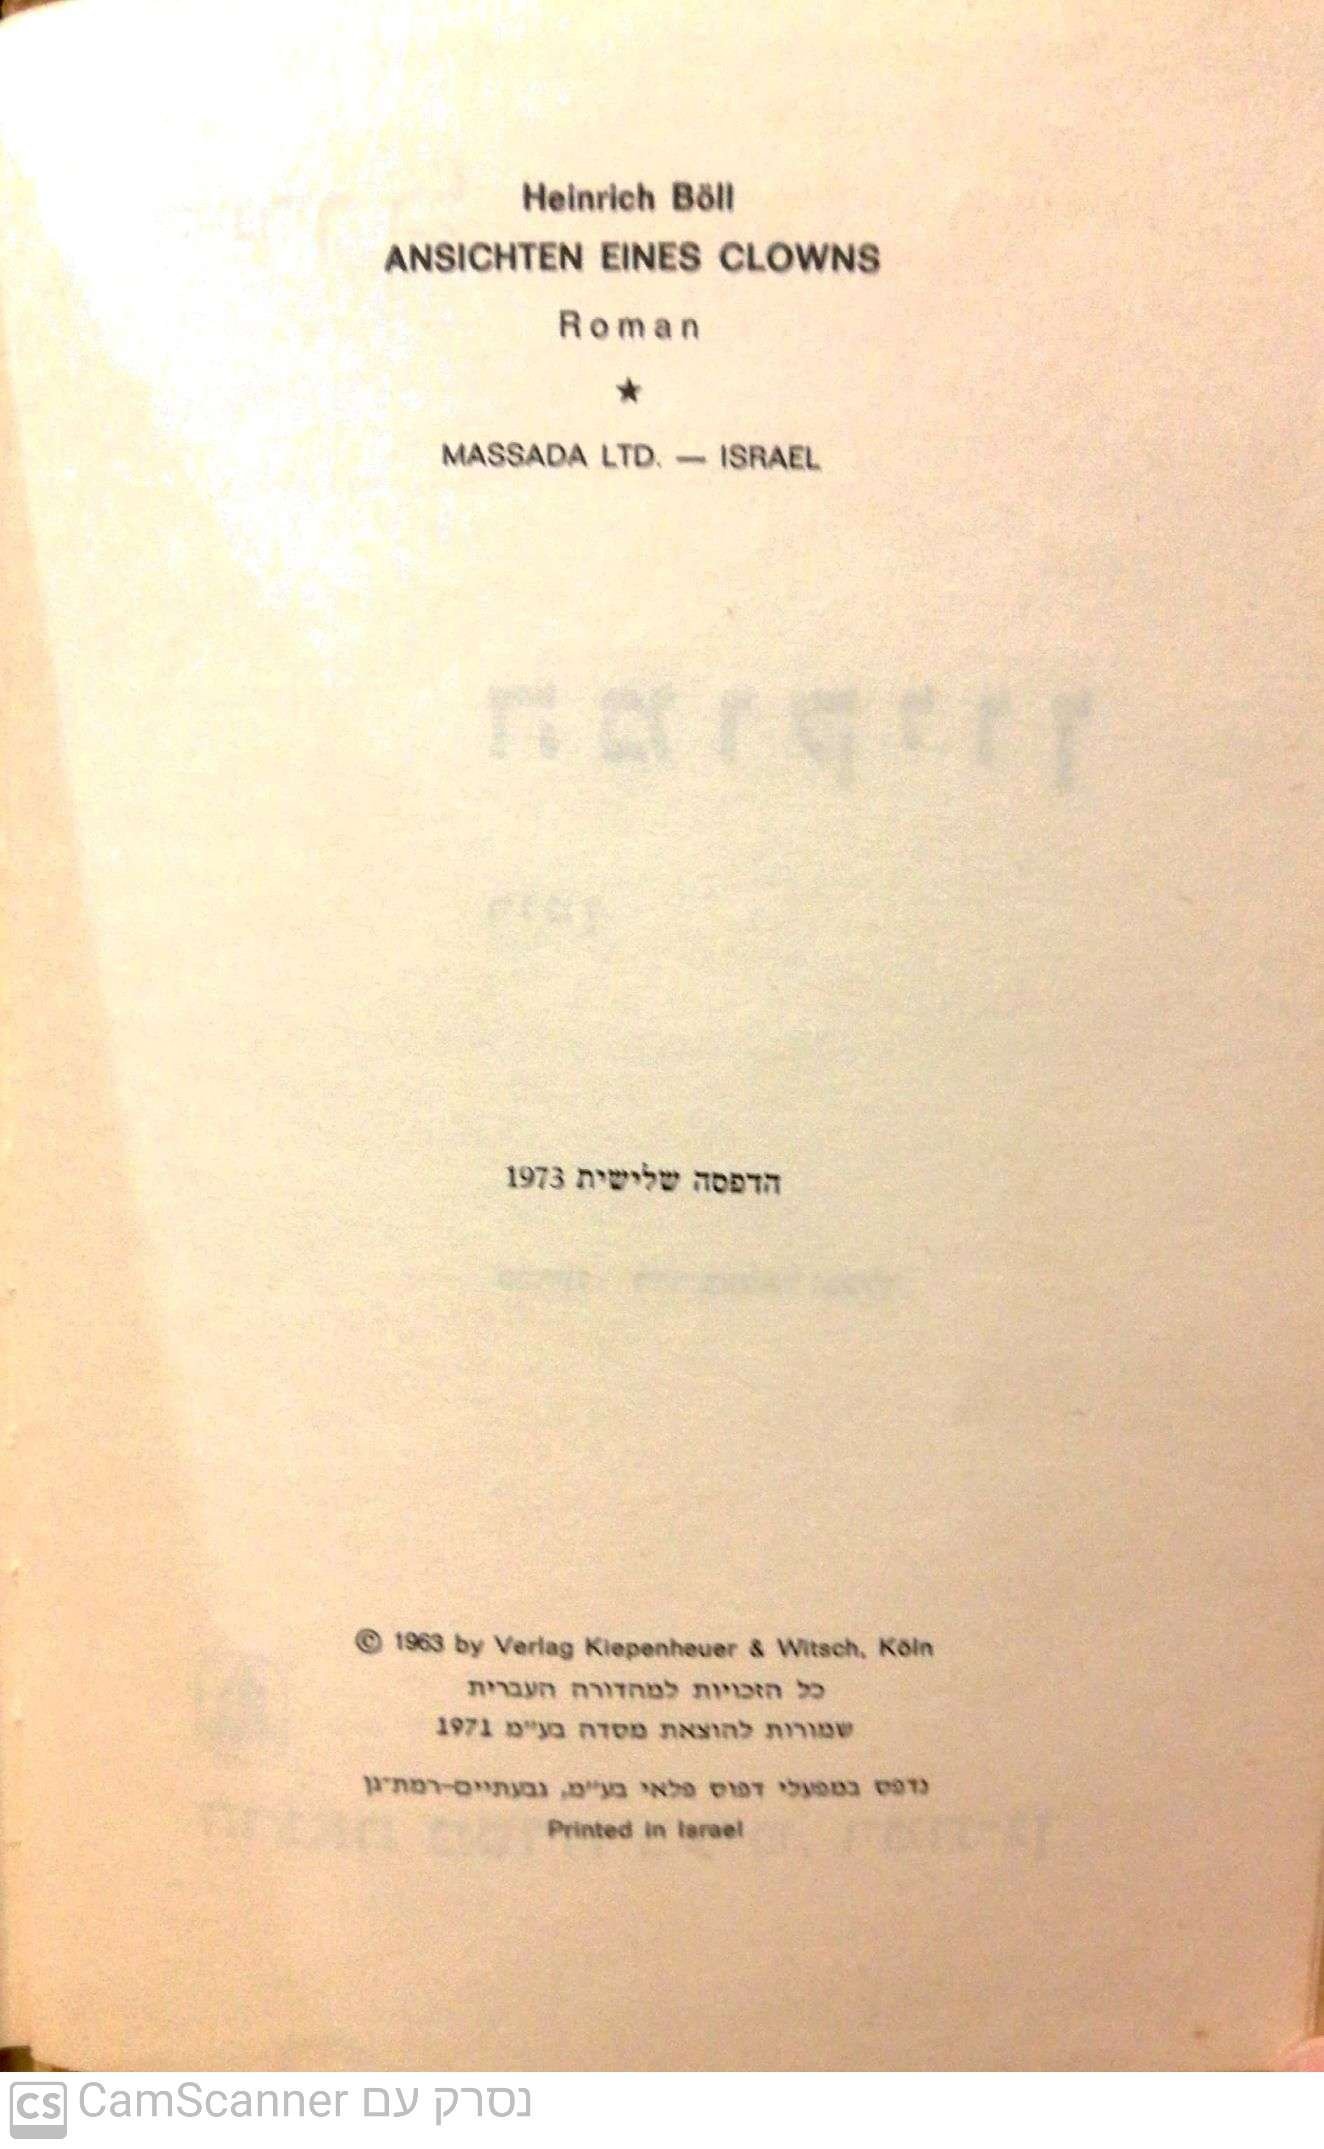 Heinrich Böll
ANSICHTEN EINES CLOWNS
Roman
★
MASSADA LTD. — ISRAEL
הדפסה שלישית 1973
© 1963 by Verlag Kiepenheuer & Witsch, Köln
כל הזכויות למהדורה העברית
שמורות להוצאת מסדה בע"מ 1971
נדפס במפעלי דפוס פלאי בע"מ, גבעתיים–רמת־גן
Printed in Israel
CS CamScanner נסרק עם